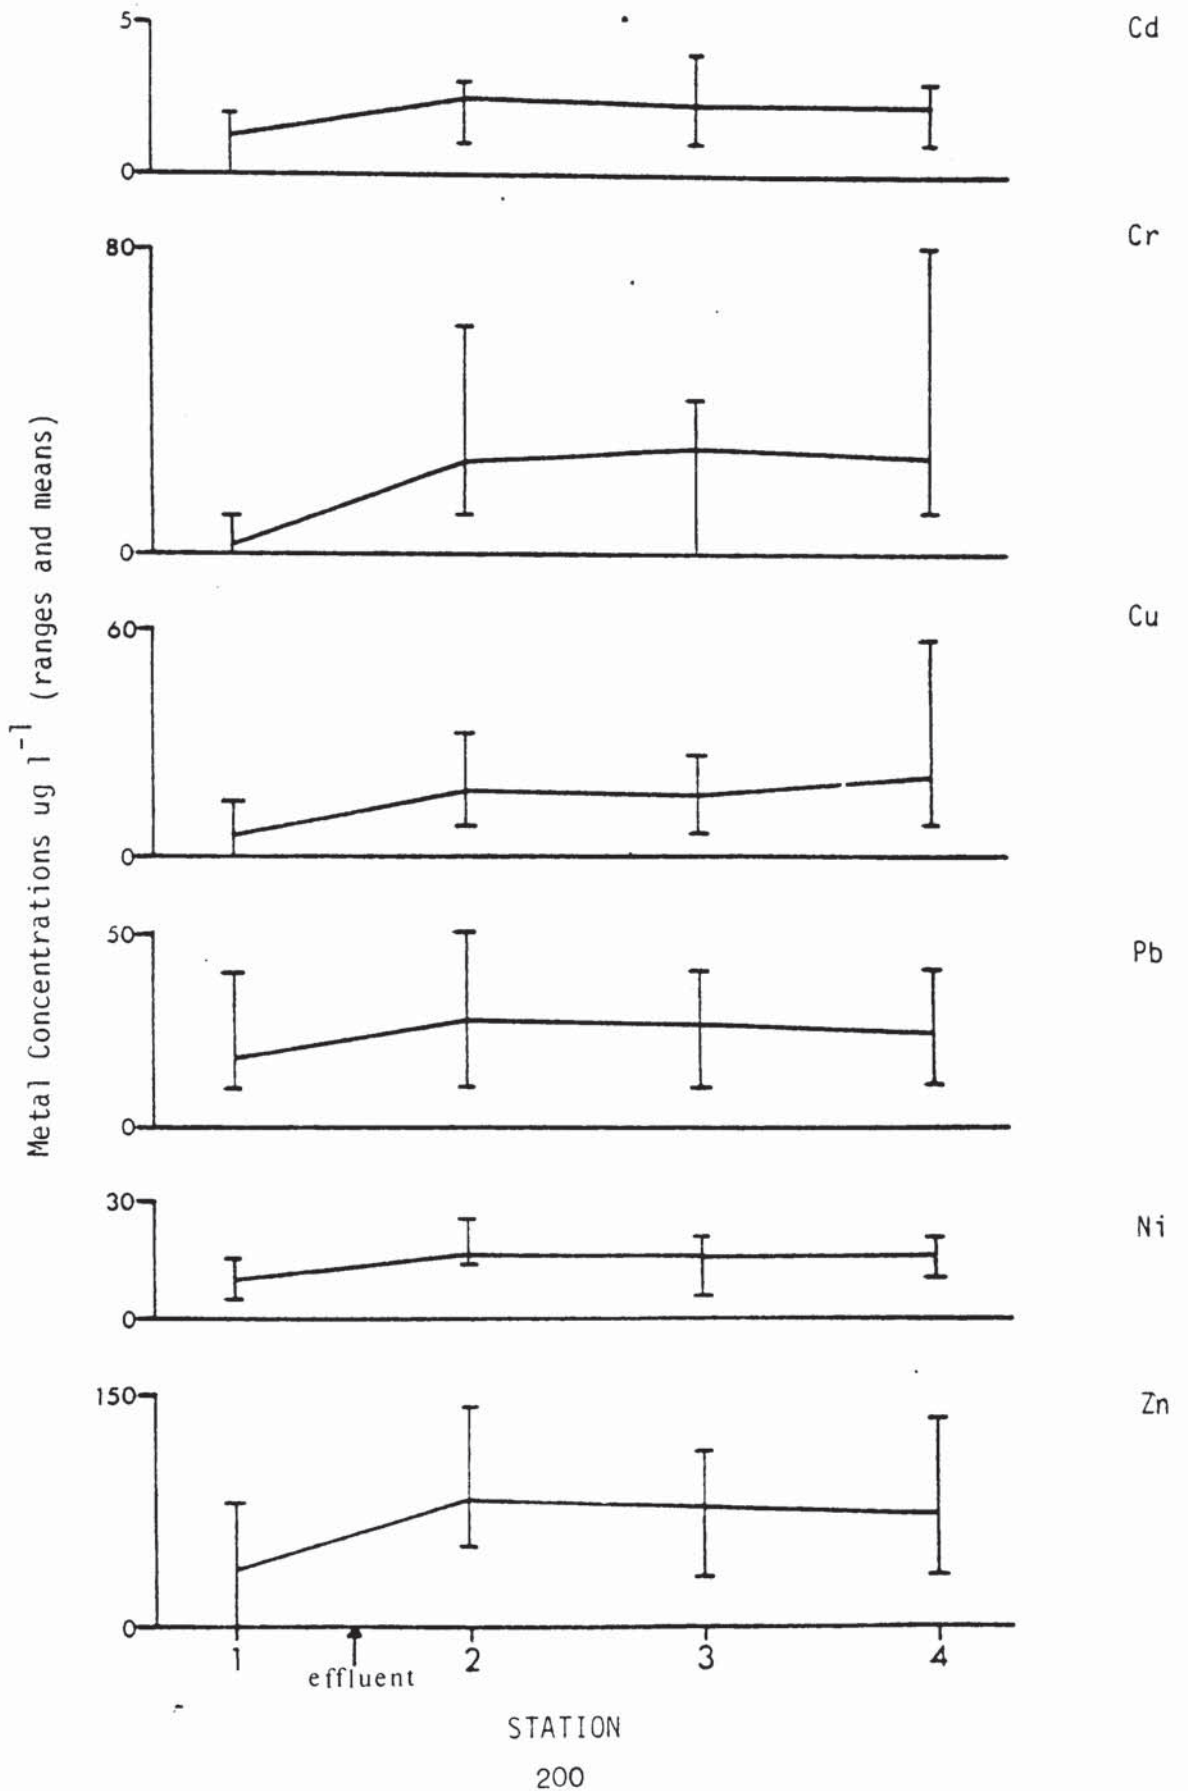 Metal Concentrations ug l⁻¹ (ranges and means)
5
0
Cd
80
0
Cr
60
0
Cu
50
0
Pb
30
0
Ni
150
0
Zn
1
2
3
4
effluent
STATION
200